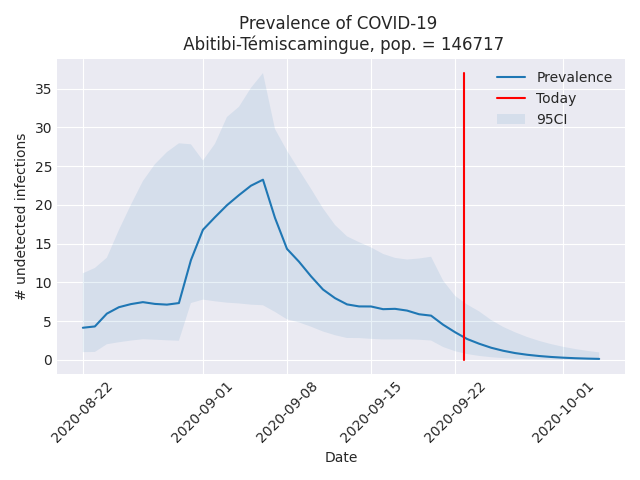 Prevalence of COVID-19
Abitibi-Témiscamingue, pop. = 146717
Prevalence
Today
95CI
# undetected infections
35
30
25
20
15
10
5
0
2020-08-22
2020-09-01
2020-09-08
2020-09-15
2020-09-22
2020-10-01
Date